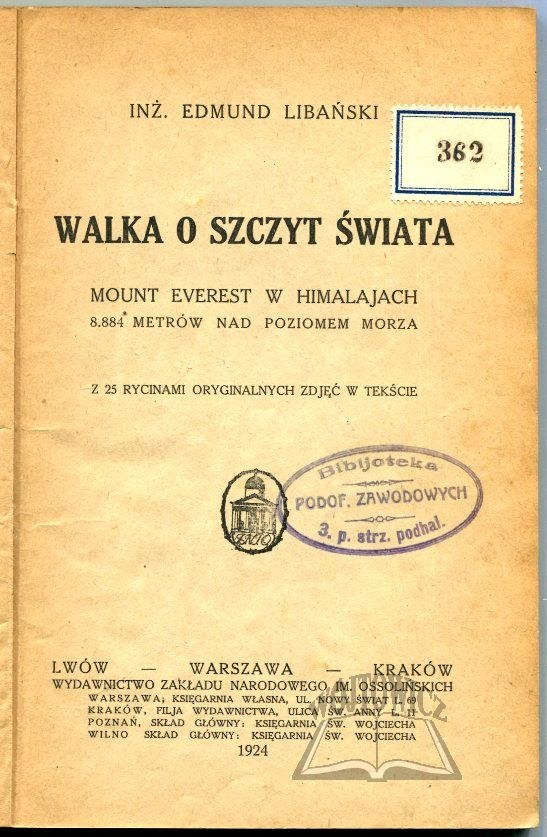 INŻ. EDMUND LIBAŃSKI
362
WALKA O SZCZYT ŚWIATA
MOUNT EVEREST W HIMALAJACH
8.884* METRÓW NAD POZIOMEM MORZA
Z 25 RYCINAMI ORYGINALNYCH ZDJĘĆ W TEKŚCIE
Bibljoteka
PODOF. ZAWODOWYCH
3. p. strz. podhal.
ZNIO
LWÓW — WARSZAWA — KRAKÓW
WYDAWNICTWO ZAKŁADU NARODOWEGO IM. OSSOLIŃSKICH
WARSZAWA; KSIĘGARNIA WŁASNA, UL. NOWY ŚWIAT L. 69
KRAKÓW, FILJA WYDAWNICTWA, ULICA ŚW. ANNY L. 11
POZNAŃ, SKŁAD GŁÓWNY: KSIĘGARNIA ŚW. WOJCIECHA
WILNO SKŁAD GŁÓWNY: KSIĘGARNIA ŚW. WOJCIECHA
1924